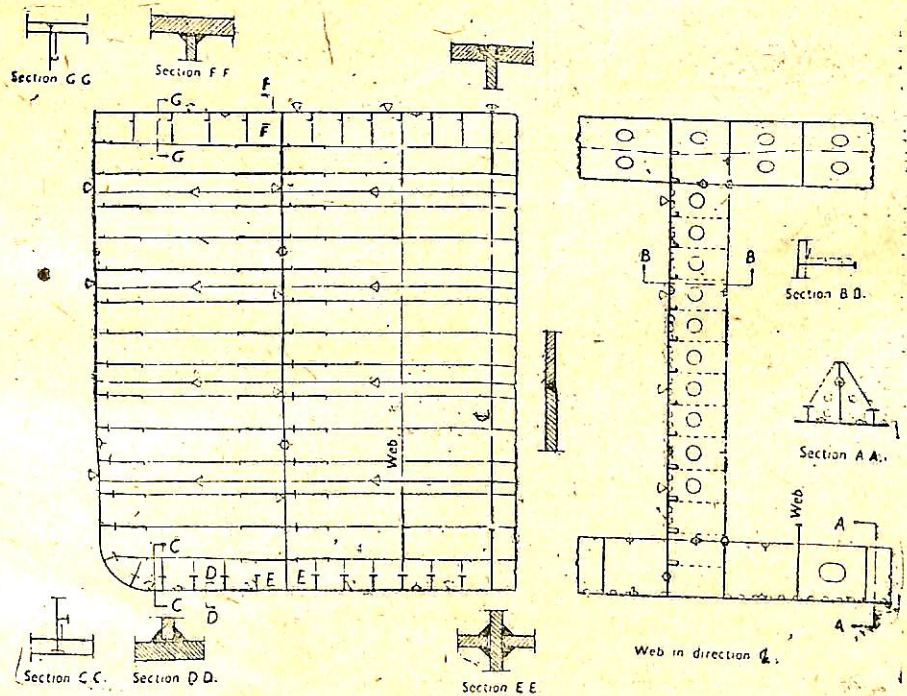 Section G G
Section F F
G
F
F
G
B
B
Section B B.
Web
℄
Web
Section A A.
A
C
D
E
E
C
D
A
Section C C.
Section D D.
Section E E
Web in direction ℄